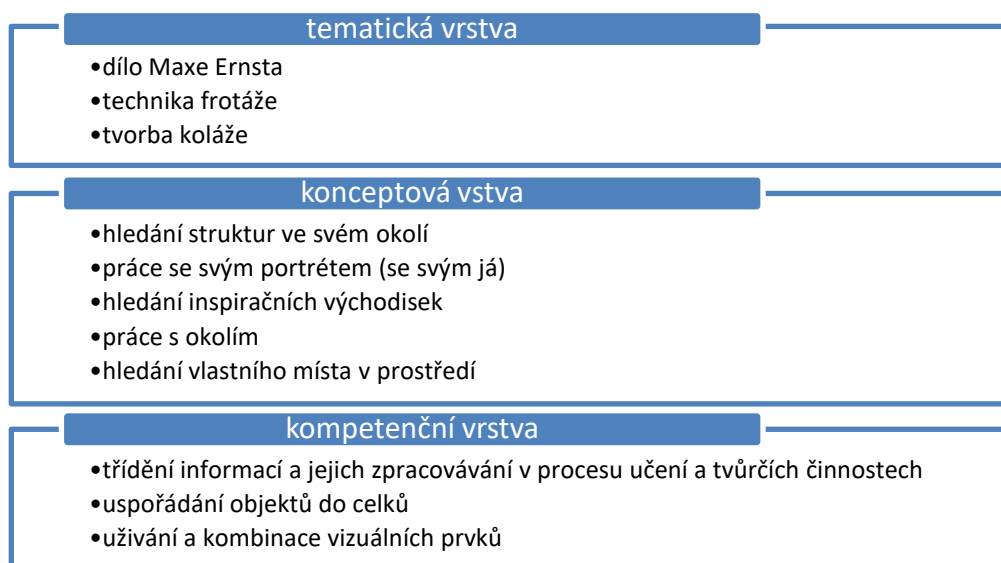 tematická vrstva
•dílo Maxe Ernsta
•technika frotáže
•tvorba koláže
konceptová vstva
•hledání struktur ve svém okolí
•práce se svým portrétem (se svým já)
•hledání inspiračních východisek
•práce s okolím
•hledání vlastního místa v prostředí
kompetenční vrstva
•třídění informací a jejich zpracovávání v procesu učení a tvůrčích činnostech
•uspořádání objektů do celků
•užívání a kombinace vizuálních prvků